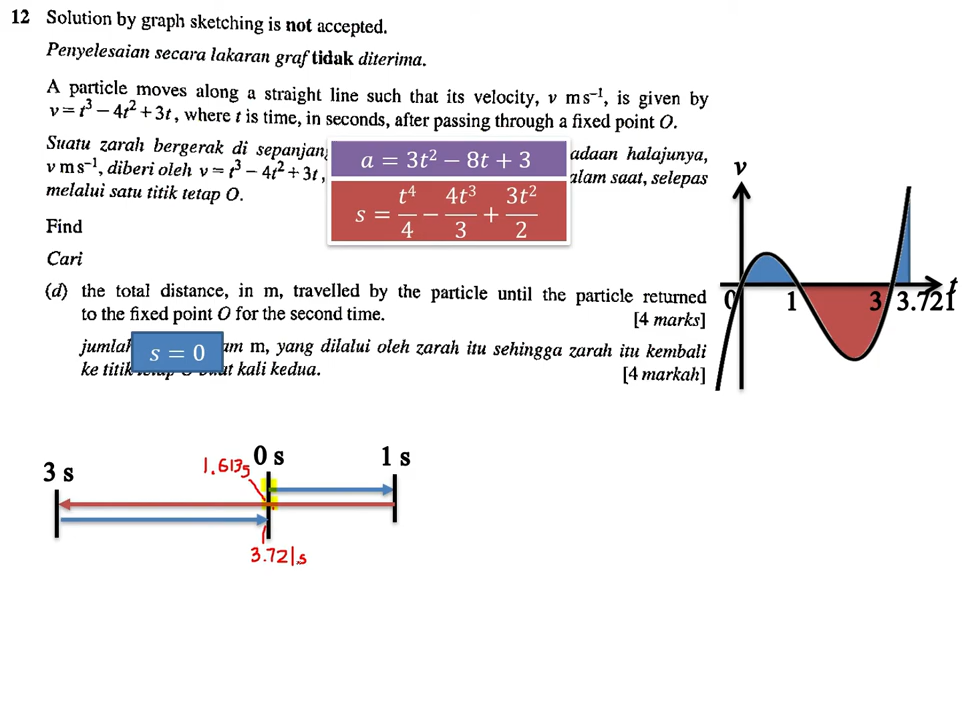 12 Solution by graph sketching is not accepted.
Penyelesaian secara lakaran graf tidak diterima.
A particle moves along a straight line such that its velocity, v m s⁻¹, is given by
v = t³ − 4t² + 3t, where t is time, in seconds, after passing through a fixed point O.
Suatu zarah bergerak di sepanjang adaan halajunya,
v m s⁻¹, diberi oleh v = t³ − 4t² + 3t, alam saat, selepas
melalui satu titik tetap O.
a = 3t² − 8t + 3
s = t⁴/4 − 4t³/3 + 3t²/2
Find
Cari
(d) the total distance, in m, travelled by the particle until the particle returned
to the fixed point O for the second time.
[4 marks]
jumlah am m, yang dilalui oleh zarah itu sehingga zarah itu kembali
ke titik tetap O buat kali kedua.
[4 markah]
s = 0
v
0 1 3 3.721 t
3 s 1.613s 0 s 1 s
3.721s